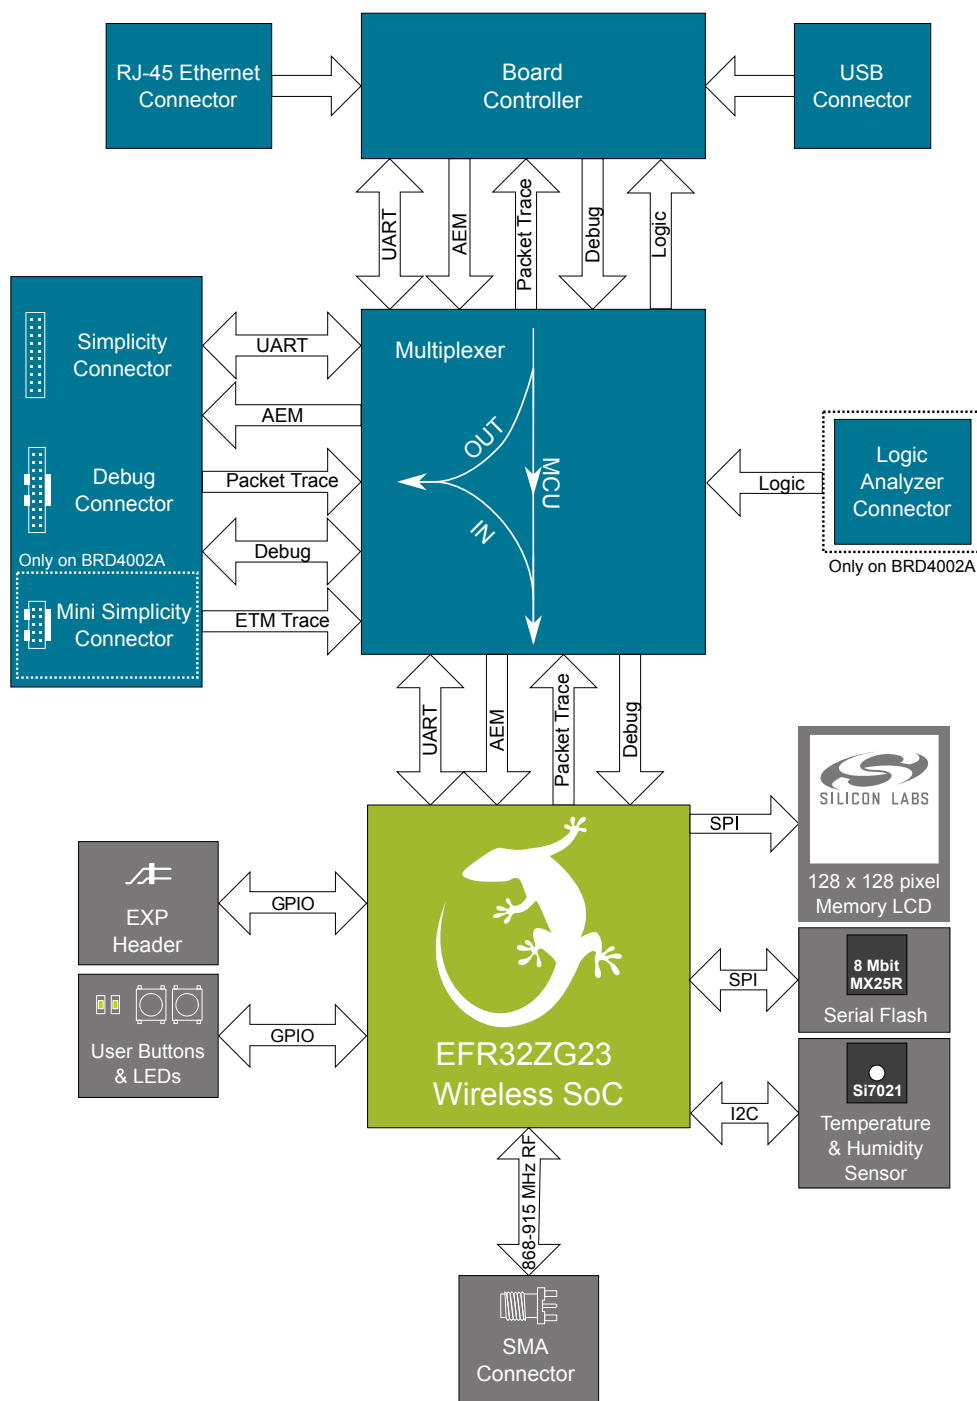 RJ-45 Ethernet
Connector
Board
Controller
USB
Connector
UART
AEM
Packet Trace
Debug
Logic
Simplicity
Connector
Debug
Connector
Only on BRD4002A
Mini Simplicity
Connector
UART
AEM
Packet Trace
Debug
ETM Trace
Multiplexer
OUT
MCU
IN
Logic
Logic
Analyzer
Connector
Only on BRD4002A
UART
AEM
Packet Trace
Debug
SPI
SILICON LABS
128 x 128 pixel
Memory LCD
EXP
Header
GPIO
SPI
8 Mbit
MX25R
Serial Flash
User Buttons
& LEDs
GPIO
EFR32ZG23
Wireless SoC
I2C
Si7021
Temperature
& Humidity
Sensor
868-915 MHz RF
SMA
Connector